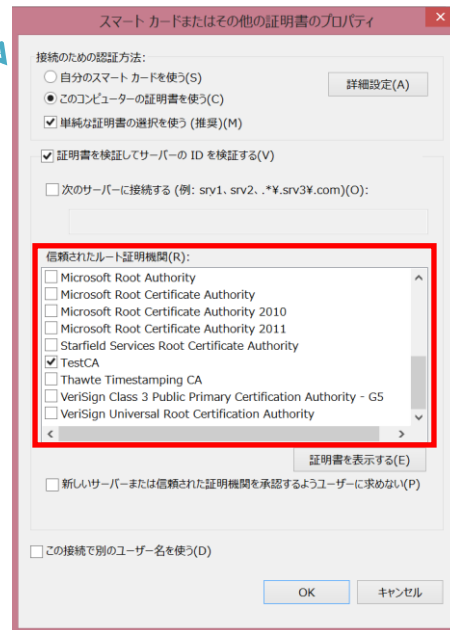 スマート カードまたはその他の証明書のプロパティ
接続のための認証方法:
自分のスマート カードを使う(S)
詳細設定(A)
このコンピューターの証明書を使う(C)
単純な証明書の選択を使う (推奨)(M)
証明書を検証してサーバーの ID を検証する(V)
次のサーバーに接続する (例: srv1、srv2、.*¥.srv3¥.com)(O):
信頼されたルート証明機関(R):
Microsoft Root Authority
Microsoft Root Certificate Authority
Microsoft Root Certificate Authority 2010
Microsoft Root Certificate Authority 2011
Starfield Services Root Certificate Authority
TestCA
Thawte Timestamping CA
VeriSign Class 3 Public Primary Certification Authority - G5
VeriSign Universal Root Certification Authority
証明書を表示する(E)
新しいサーバーまたは信頼された証明機関を承認するようユーザーに求めない(P)
この接続で別のユーザー名を使う(D)
OK
キャンセル